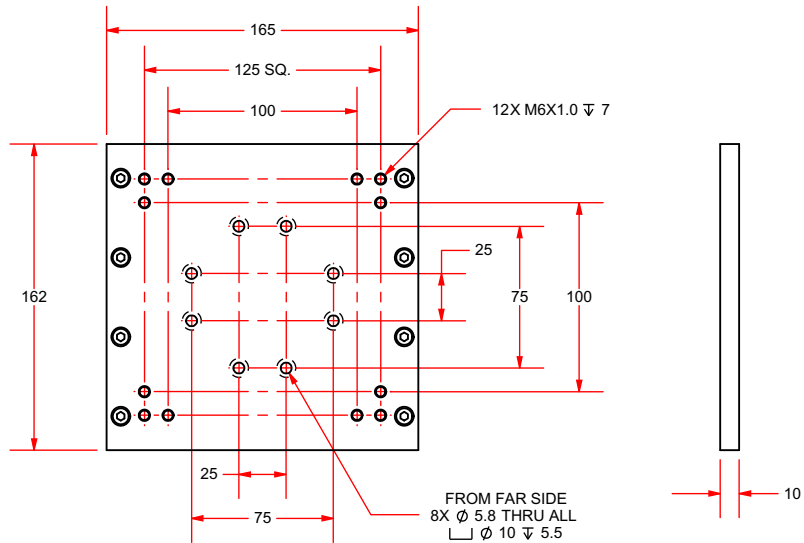 165
125 SQ.
100
12X M6X1.0 ↧ 7
25
162
75
100
25
75
FROM FAR SIDE
8X ⌀ 5.8 THRU ALL
⌴ ⌀ 10 ↧ 5.5
10